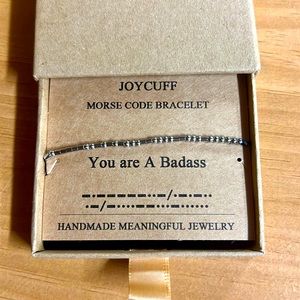 JOYCUFF
MORSE CODE BRACELET
You are A Badass
HANDMADE MEANINGFUL JEWELRY